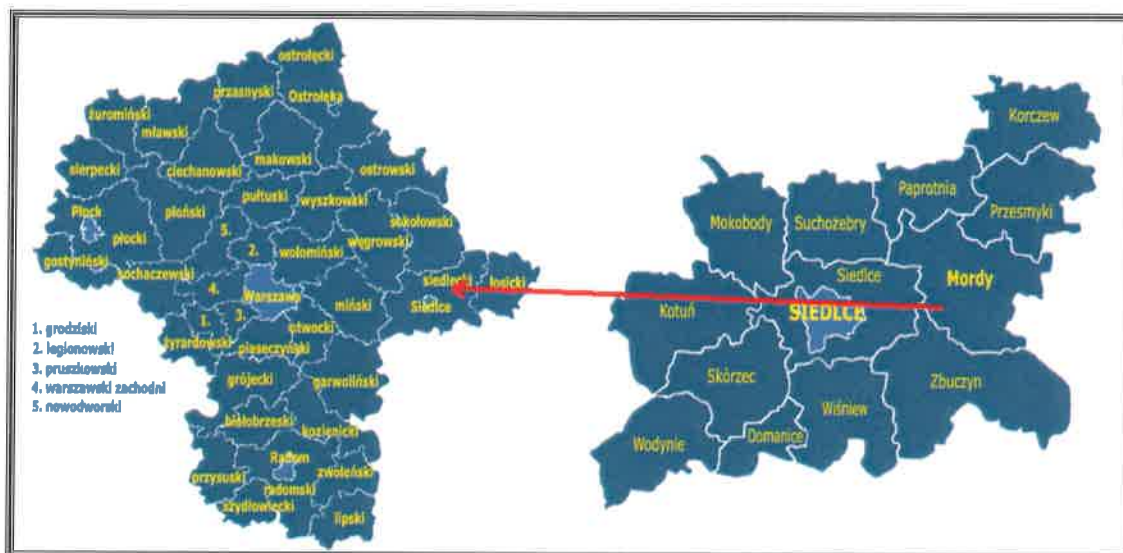 ostrołęcki
przasnyski
Ostrołęka
żuromiński
mławski
sierpecki
ciechanowski
makowski
ostrowski
Płock
płoński
pułtuski
wyszkowski
płocki
5.
2.
wołomiński
węgrowski
sokołowski
gostyniński
sochaczewski
4.
Warszawa
miński
siedlecki
Siedlce
łosicki
1.
3.
żyrardowski
otwocki
piaseczyński
1. grodziski
2. legionowski
3. pruszkowski
4. warszawski zachodni
5. nowodworski
grójecki
garwoliński
białobrzeski
kozienicki
Radom
przysuski
zwoleński
radomski
szydłowiecki
lipski
Korczew
Paprotnia
Przesmyki
Mokobody
Suchożebry
Siedlce
Mordy
Kotuń
SIEDLCE
Skórzec
Zbuczyn
Wiśniew
Wodynie
Domanice